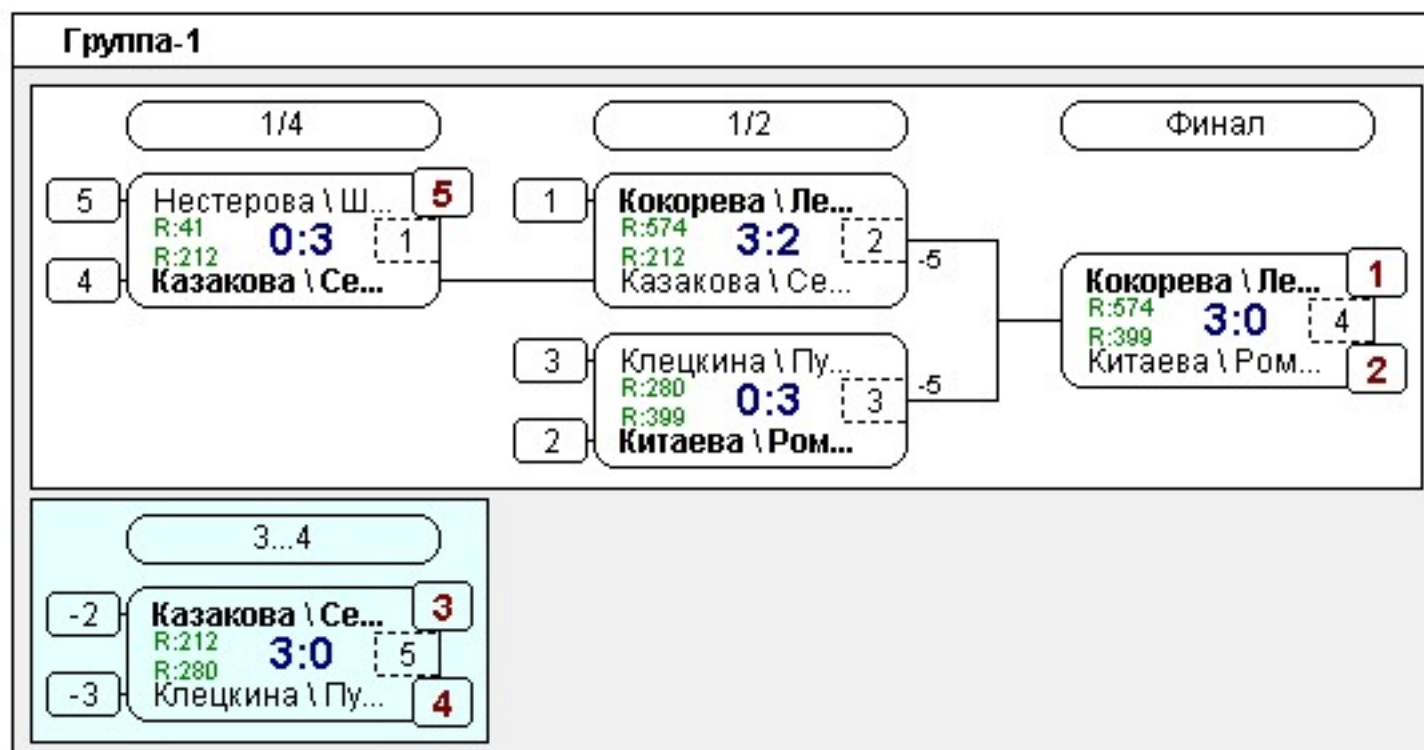 Группа-1
1/4
1/2
Финал
5
Нестерова \ Ш...
5
R:41
R:212
0:3
1
4
Казакова \ Се...
1
Кокорева \ Ле...
R:574
R:212
3:2
2
-5
Казакова \ Се...
3
Клецкина \ Пу...
R:280
R:399
0:3
3
-5
2
Китаева \ Ром...
Кокорева \ Ле...
1
R:574
R:399
3:0
4
Китаева \ Ром...
2
3...4
-2
Казакова \ Се...
3
R:212
R:280
3:0
5
-3
Клецкина \ Пу...
4